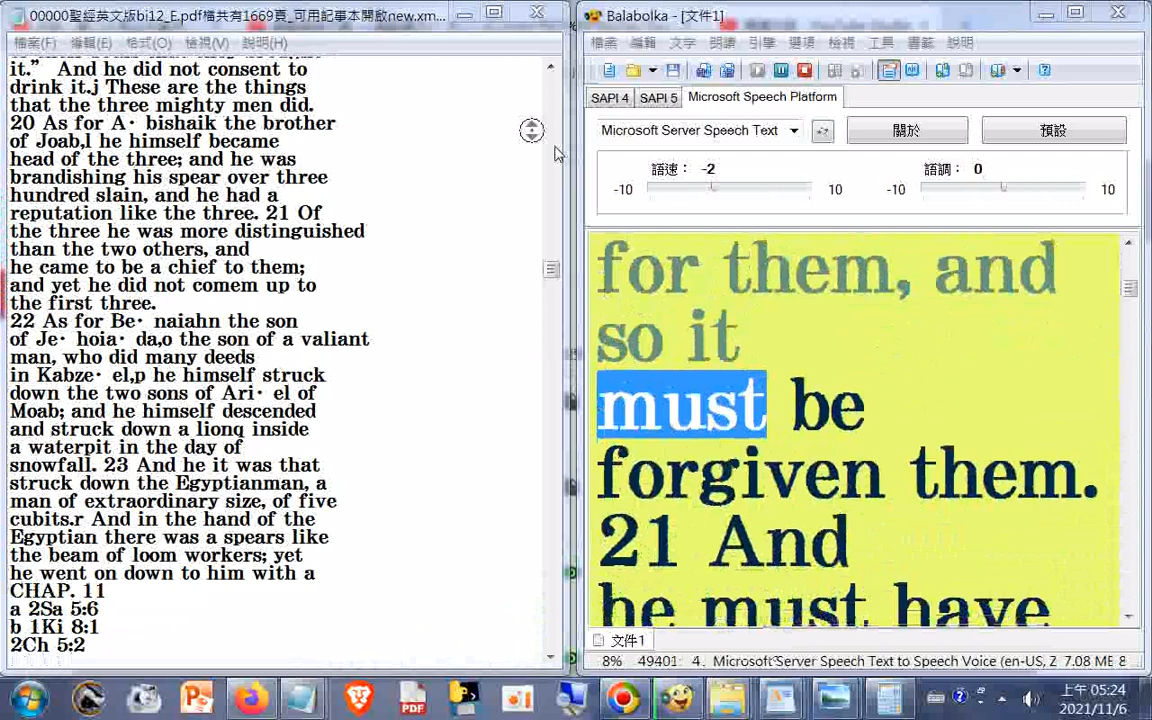 00000聖經英文版bi12_E.pdf檔共有1669頁_可用記事本開啟new.xm...
檔案(F) 編輯(E) 格式(O) 檢視(V) 說明(H)
it.” And he did not consent to
drink it.j These are the things
that the three mighty men did.
20 As for A· bishaik the brother
of Joab,l he himself became
head of the three; and he was
brandishing his spear over three
hundred slain, and he had a
reputation like the three. 21 Of
the three he was more distinguished
than the two others, and
he came to be a chief to them;
and yet he did not comem up to
the first three.
22 As for Be· naiahn the son
of Je· hoia· da,o the son of a valiant
man, who did many deeds
in Kabze· el,p he himself struck
down the two sons of Ari· el of
Moab; and he himself descended
and struck down a lionq inside
a waterpit in the day of
snowfall. 23 And he it was that
struck down the Egyptianman, a
man of extraordinary size, of five
cubits.r And in the hand of the
Egyptian there was a spears like
the beam of loom workers; yet
he went on down to him with a
CHAP. 11
a 2Sa 5:6
b 1Ki 8:1
2Ch 5:2
Balabolka - [文件1]
檔案 編輯 文字 朗讀 引擎 選項 檢視 工具 書籤 說明
SAPI 4 SAPI 5 Microsoft Speech Platform
Microsoft Server Speech Text 關於 預設
語速： -2 語調： 0
-10 10 -10 10
for them, and
so it
must be
forgiven them.
21 And
he must have
文件1
8% 49401: 4. Microsoft Server Speech Text to Speech Voice (en-US, Z 7.08 MB 8
上午 05:24
2021/11/6